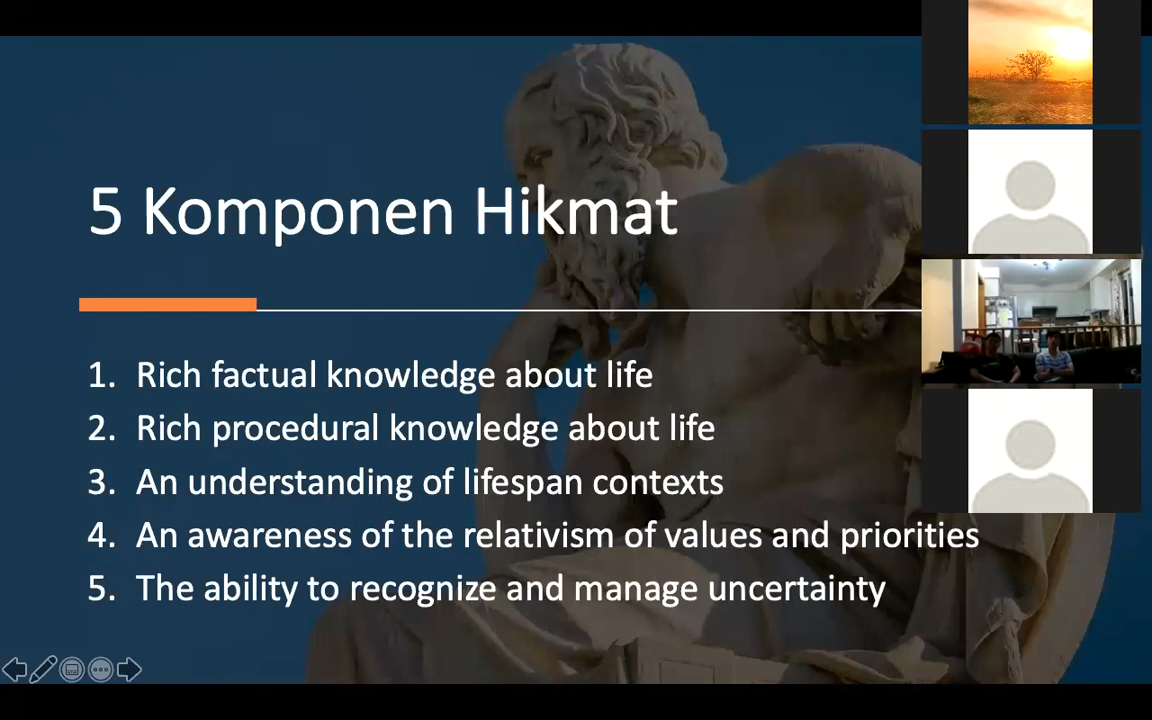 5 Komponen Hikmat
1. Rich factual knowledge about life
2. Rich procedural knowledge about life
3. An understanding of lifespan contexts
4. An awareness of the relativism of values and priorities
5. The ability to recognize and manage uncertainty